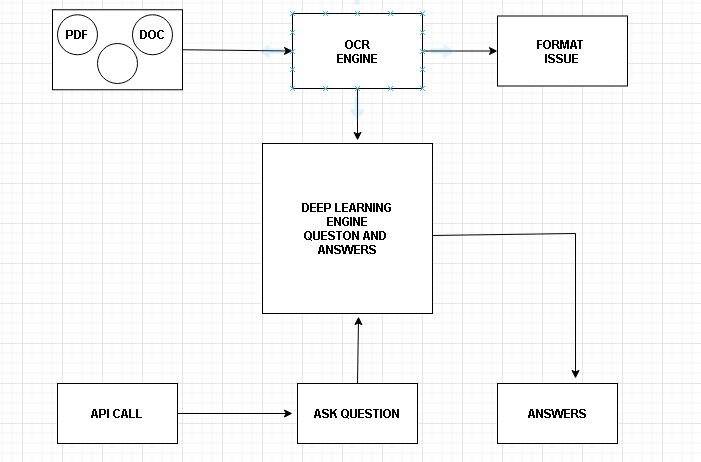 PDF
DOC
OCR
ENGINE
FORMAT
ISSUE
DEEP LEARNING
ENGINE
QUESTON AND
ANSWERS
API CALL
ASK QUESTION
ANSWERS